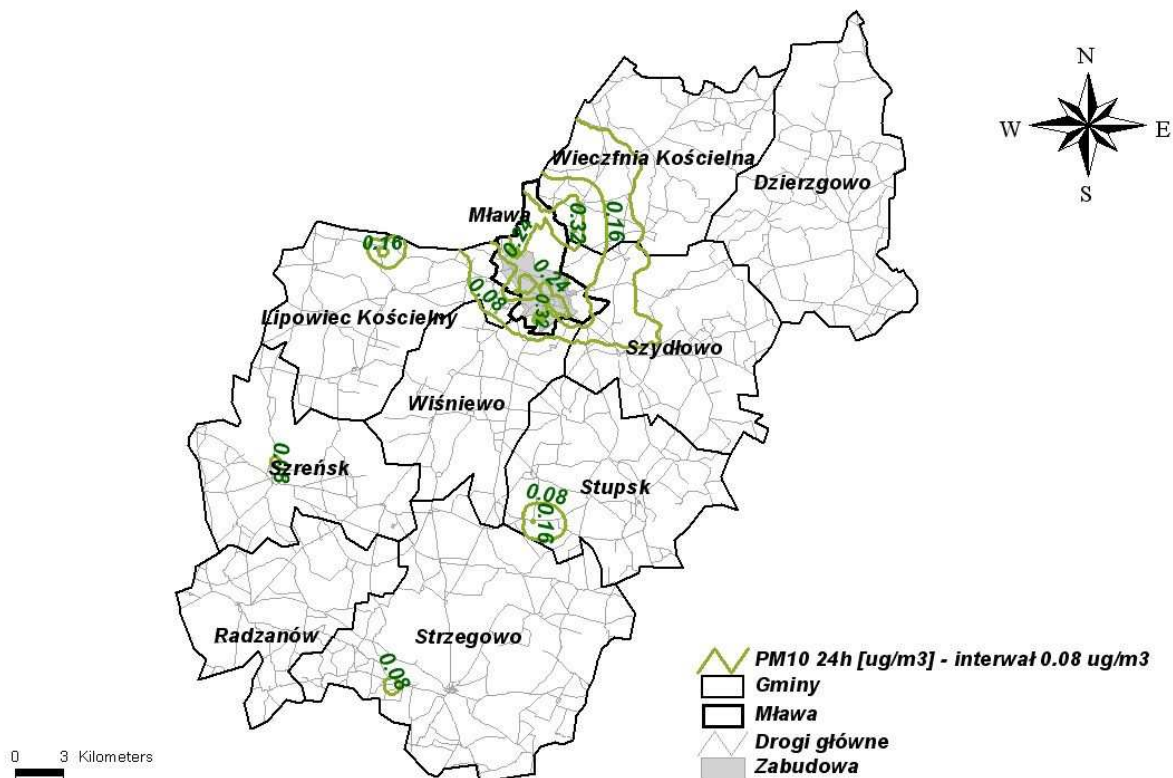 N
W E
S
Wieczfnia Kościelna
Dzierzgowo
Mława
0.32
0.16
0.24
0.16
0.24
0.08
0.32
Lipowiec Kościelny
Szydłowo
Wiśniewo
0.08
Szreńsk
Stupsk
0.08
0.16
Radzanów
Strzegowo
0.08
PM10 24h [ug/m3] - interwał 0.08 ug/m3
Gminy
Mława
Drogi główne
Zabudowa
0 3 Kilometers